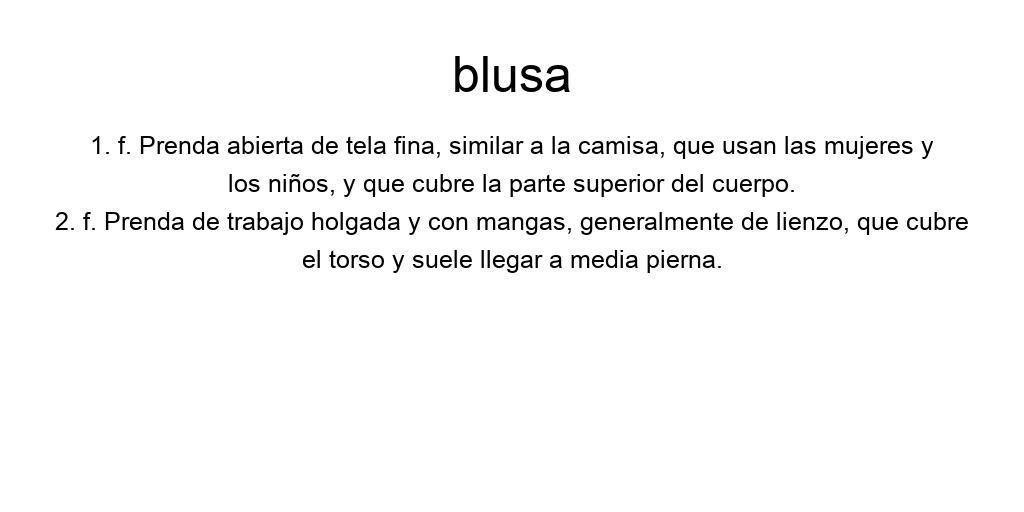 blusa
1. f. Prenda abierta de tela fina, similar a la camisa, que usan las mujeres y
los niños, y que cubre la parte superior del cuerpo.
2. f. Prenda de trabajo holgada y con mangas, generalmente de lienzo, que cubre
el torso y suele llegar a media pierna.